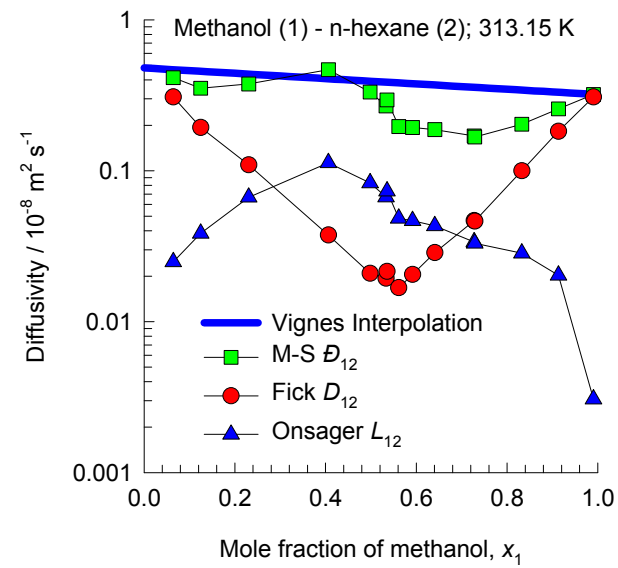 Methanol (1) - n-hexane (2); 313.15 K
Diffusivity / 10⁻⁸ m² s⁻¹
1
0.1
0.01
0.001
Vignes Interpolation
M-S Đ₁₂
Fick D₁₂
Onsager L₁₂
0.0 0.2 0.4 0.6 0.8 1.0
Mole fraction of methanol, x₁